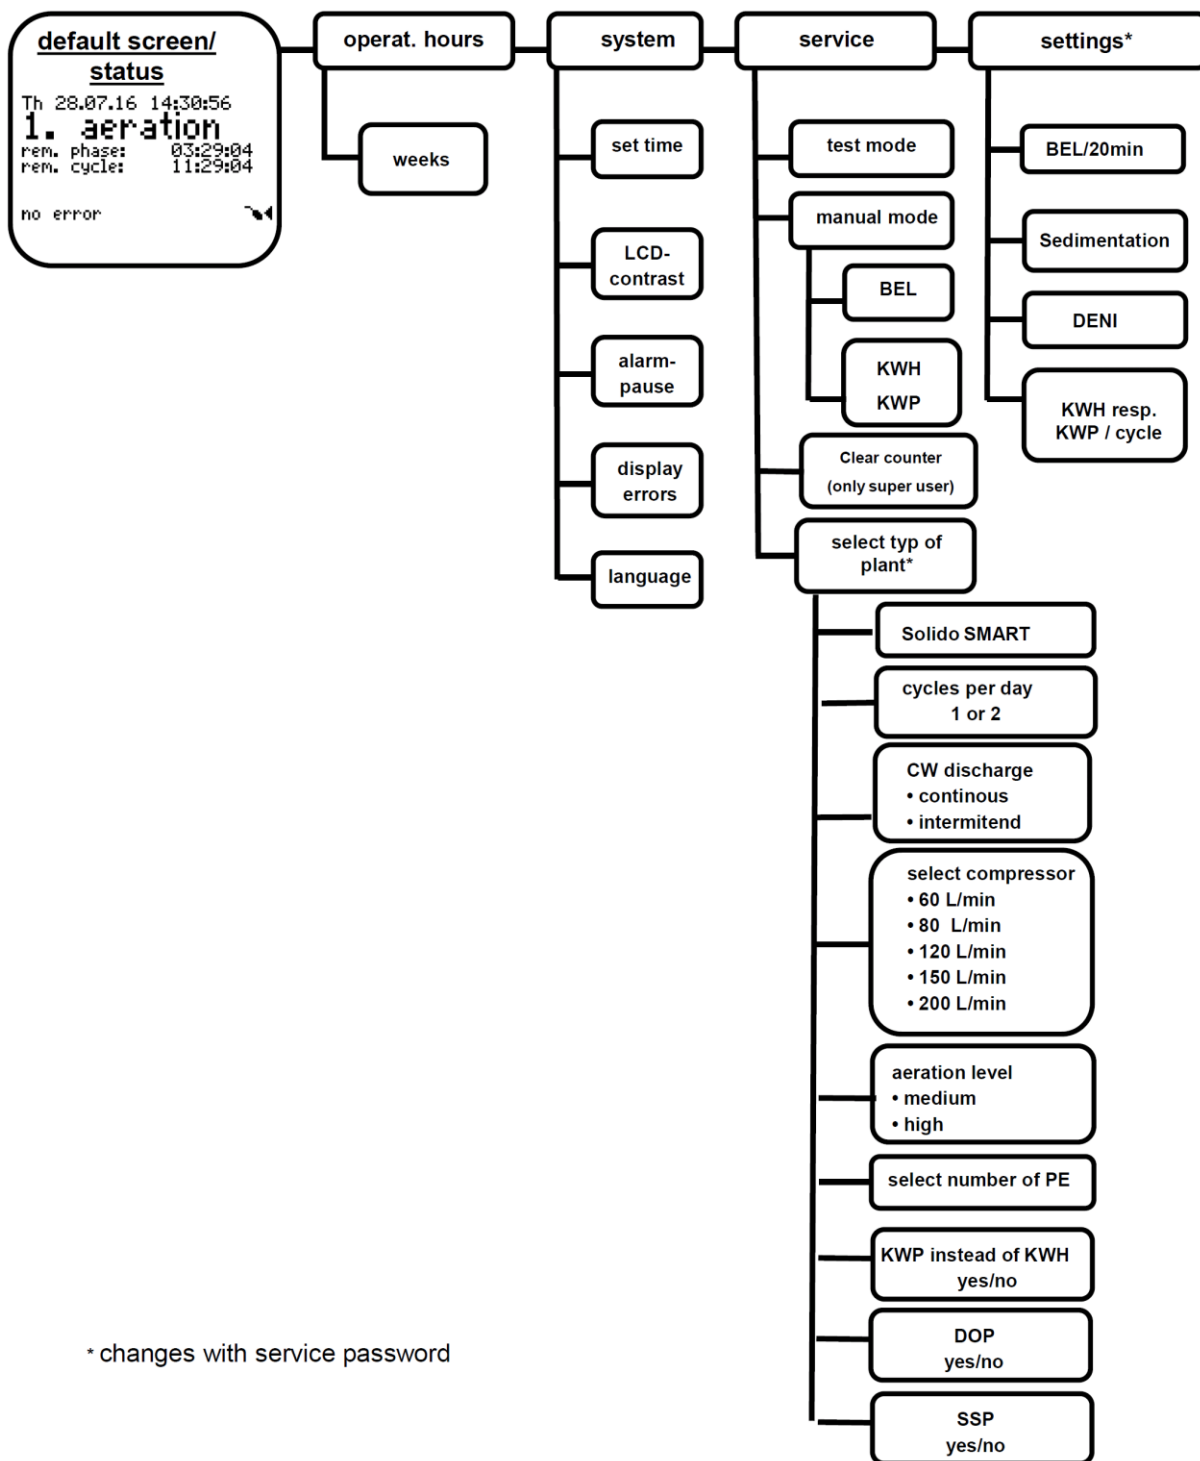 default screen/
status
Th 28.07.16 14:30:56
1. aeration
rem. phase: 03:29:04
rem. cycle: 11:29:04
no error
operat. hours
weeks
system
set time
LCD-
contrast
alarm-
pause
display
errors
language
service
test mode
manual mode
BEL
KWH
KWP
Clear counter
(only super user)
select typ of
plant*
Solido SMART
cycles per day
1 or 2
CW discharge
• continous
• intermitend
select compressor
• 60 L/min
• 80 L/min
• 120 L/min
• 150 L/min
• 200 L/min
aeration level
• medium
• high
select number of PE
KWP instead of KWH
yes/no
DOP
yes/no
SSP
yes/no
settings*
BEL/20min
Sedimentation
DENI
KWH resp.
KWP / cycle
* changes with service password